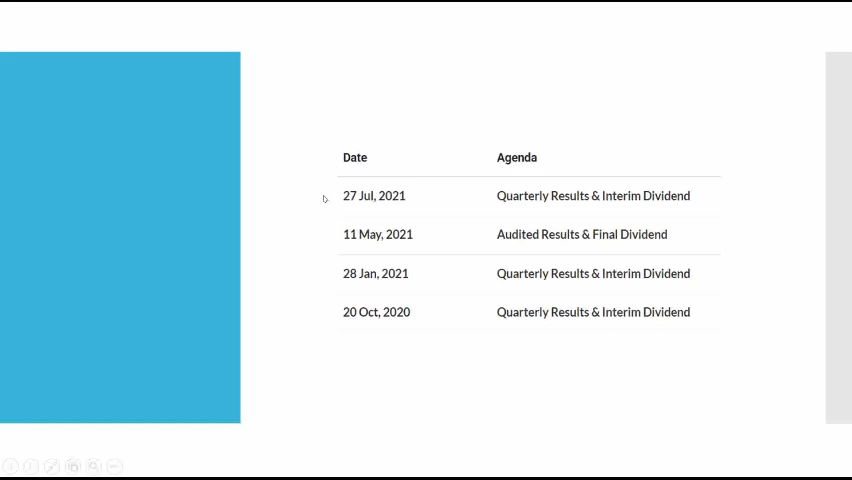 Date Agenda
27 Jul, 2021 Quarterly Results & Interim Dividend
11 May, 2021 Audited Results & Final Dividend
28 Jan, 2021 Quarterly Results & Interim Dividend
20 Oct, 2020 Quarterly Results & Interim Dividend